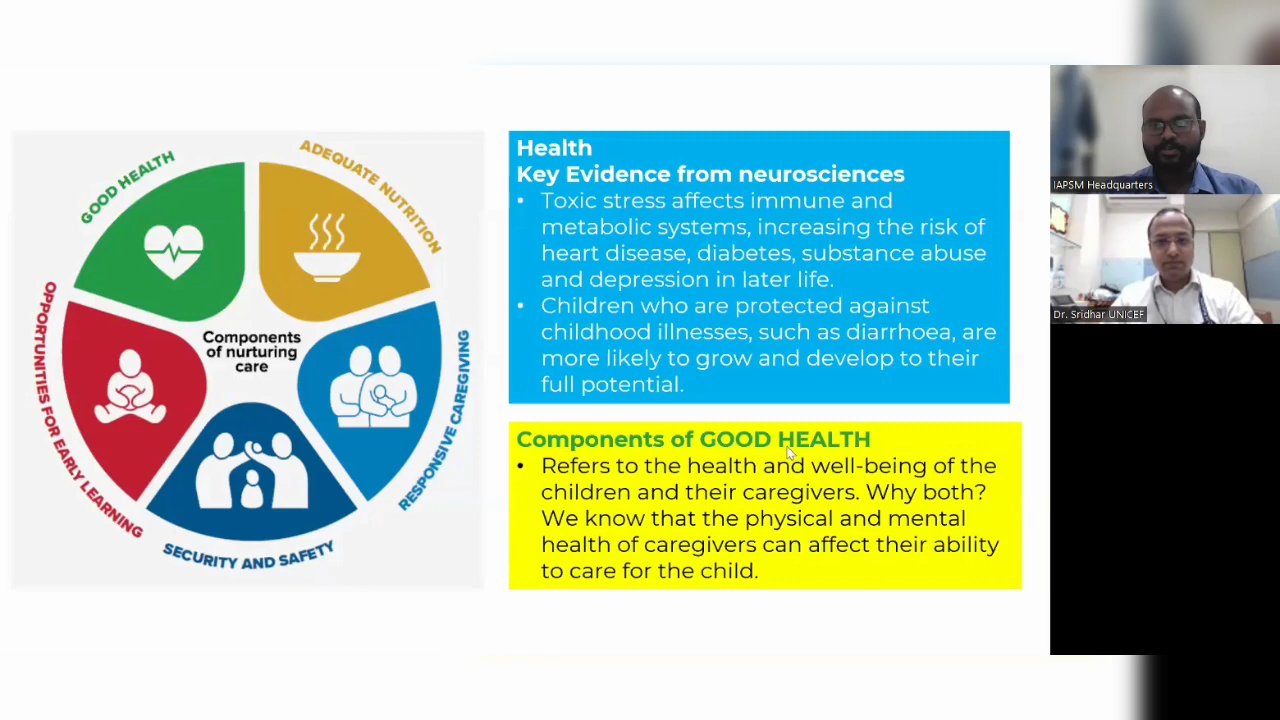 GOOD HEALTH
ADEQUATE NUTRITION
OPPORTUNITIES FOR EARLY LEARNING
RESPONSIVE CAREGIVING
SECURITY AND SAFETY
Components
of nurturing
care
Health
Key Evidence from neurosciences
• Toxic stress affects immune and
metabolic systems, increasing the risk of
heart disease, diabetes, substance abuse
and depression in later life.
• Children who are protected against
childhood illnesses, such as diarrhoea, are
more likely to grow and develop to their
full potential.
Components of GOOD HEALTH
• Refers to the health and well-being of the
children and their caregivers. Why both?
We know that the physical and mental
health of caregivers can affect their ability
to care for the child.
IAPSM Headquarters
Dr. Sridhar UNICEF